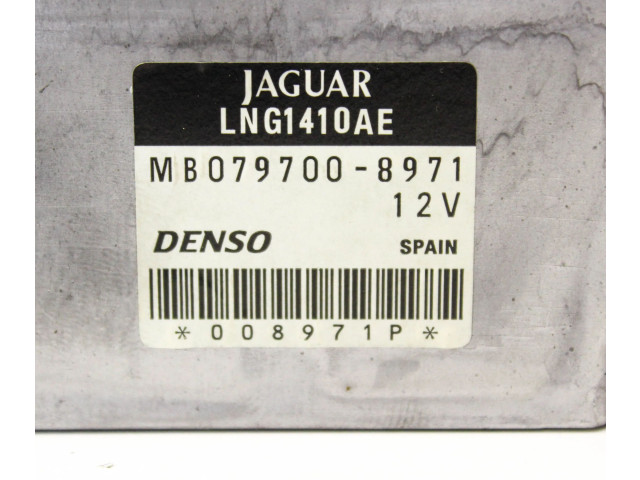 JAGUAR
LNG1410AE
MB079700-8971
12V
DENSO SPAIN
*008971P*